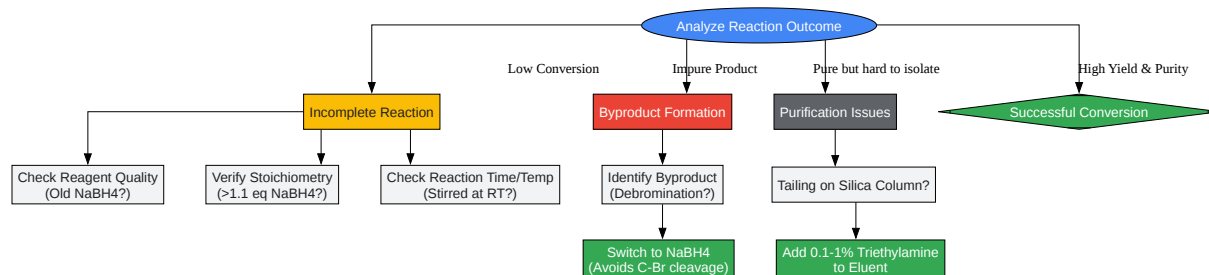 Analyze Reaction Outcome
Low Conversion
Impure Product
Pure but hard to isolate
High Yield & Purity
Incomplete Reaction
Byproduct Formation
Purification Issues
Successful Conversion
Check Reagent Quality
(Old NaBH4?)
Verify Stoichiometry
(>1.1 eq NaBH4?)
Check Reaction Time/Temp
(Stirred at RT?)
Identify Byproduct
(Debromination?)
Tailing on Silica Column?
Switch to NaBH4
(Avoids C-Br cleavage)
Add 0.1-1% Triethylamine
to Eluent